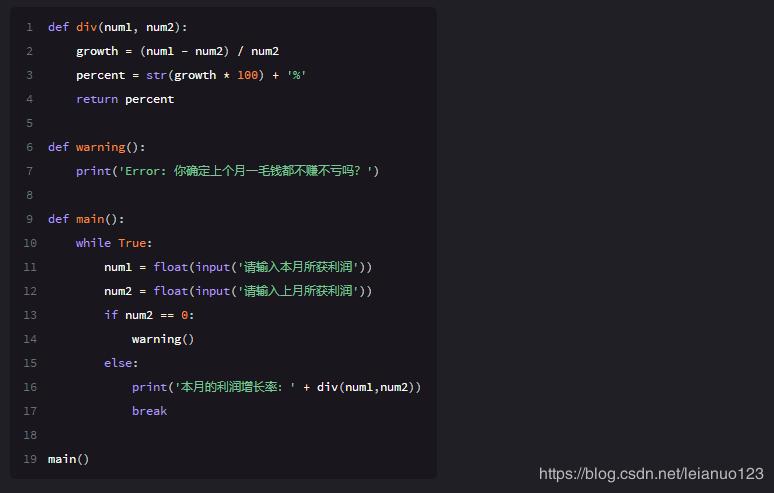 1 def div(num1, num2):
2     growth = (num1 - num2) / num2
3     percent = str(growth * 100) + '%'
4     return percent
5
6 def warning():
7     print('Error: 你确定上个月一毛钱都不赚不亏吗？')
8
9 def main():
10     while True:
11         num1 = float(input('请输入本月所获利润'))
12         num2 = float(input('请输入上月所获利润'))
13         if num2 == 0:
14             warning()
15         else:
16             print('本月的利润增长率：' + div(num1,num2))
17             break
18
19 main()
https://blog.csdn.net/leianuo123